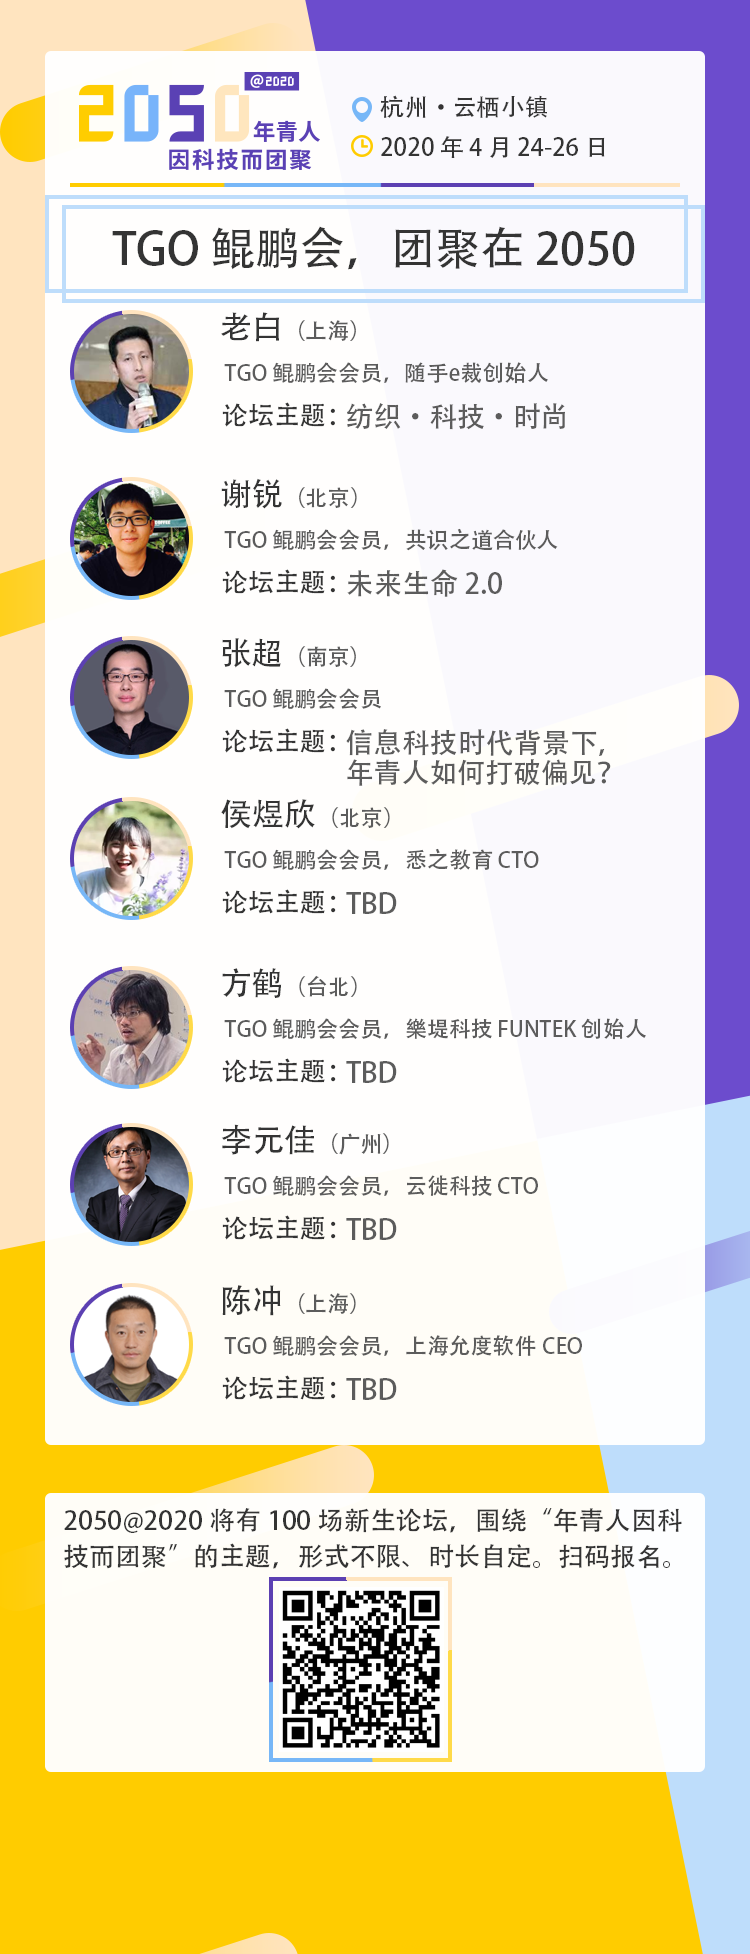 2050
@2020
年青人
因科技而团聚
杭州·云栖小镇
2020 年 4 月 24-26 日
TGO 鲲鹏会，团聚在 2050
老白（上海）
TGO 鲲鹏会会员，随手e裁创始人
论坛主题：纺织·科技·时尚
谢锐（北京）
TGO 鲲鹏会会员，共识之道合伙人
论坛主题：未来生命 2.0
张超（南京）
TGO 鲲鹏会会员
论坛主题：信息科技时代背景下,
年青人如何打破偏见？
侯煜欣（北京）
TGO 鲲鹏会会员，悉之教育 CTO
论坛主题：TBD
方鹤（台北）
TGO 鲲鹏会会员，樂堤科技 FUNTEK 创始人
论坛主题：TBD
李元佳（广州）
TGO 鲲鹏会会员，云徙科技 CTO
论坛主题：TBD
陈冲（上海）
TGO 鲲鹏会会员，上海允度软件 CEO
论坛主题：TBD
2050@2020 将有 100 场新生论坛，围绕“年青人因科
技而团聚”的主题，形式不限、时长自定。扫码报名。